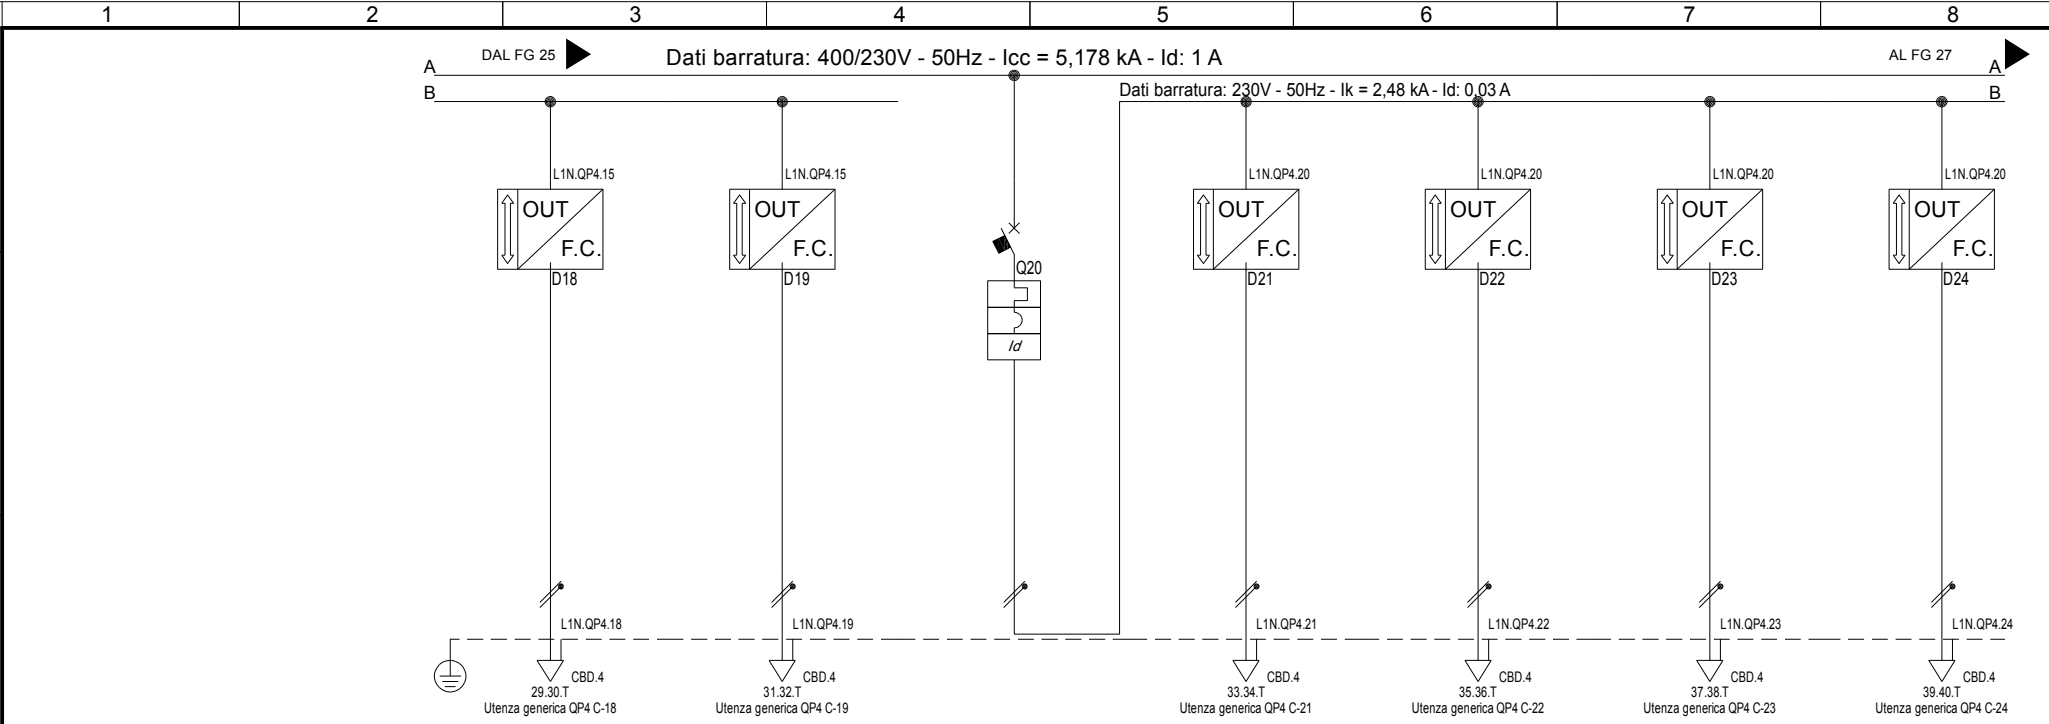 1 2 3 4 5 6 7 8
DAL FG 25 Dati barratura: 400/230V - 50Hz - Icc = 5,178 kA - Id: 1 A AL FG 27
A A
B Dati barratura: 230V - 50Hz - Ik = 2,48 kA - Id: 0,03 A B
L1N.QP4.15 L1N.QP4.15 L1N.QP4.20 L1N.QP4.20 L1N.QP4.20 L1N.QP4.20
OUT OUT OUT OUT OUT OUT
F.C. F.C. F.C. F.C. F.C. F.C.
Q20
D18 D19 D21 D22 D23 D24
Id
L1N.QP4.18 L1N.QP4.19 L1N.QP4.21 L1N.QP4.22 L1N.QP4.23 L1N.QP4.24
CBD.4 CBD.4 CBD.4 CBD.4 CBD.4 CBD.4
29.30.T 31.32.T 33.34.T 35.36.T 37.38.T 39.40.T
Utenza generica QP4 C-18 Utenza generica QP4 C-19 Utenza generica QP4 C-21 Utenza generica QP4 C-22 Utenza generica QP4 C-23 Utenza generica QP4 C-24